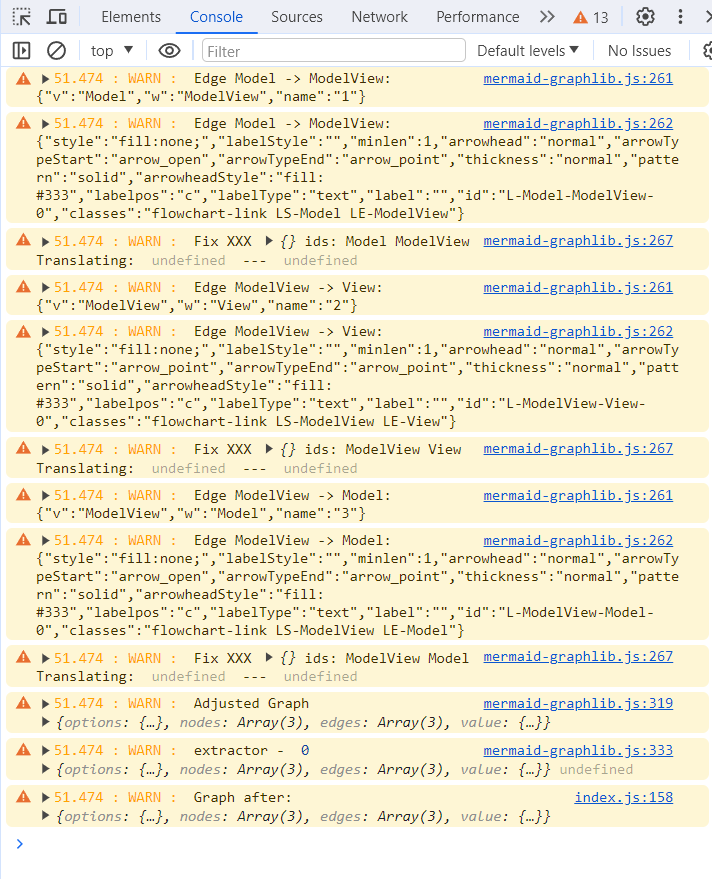 Elements Console Sources Network Performance 13
top Filter Default levels No Issues
51.474 : WARN : Edge Model -> ModelView: mermaid-graphlib.js:261
{"v":"Model","w":"ModelView","name":"1"}
51.474 : WARN : Edge Model -> ModelView: mermaid-graphlib.js:262
{"style":"fill:none;","labelStyle":"","minlen":1,"arrowhead":"normal","arrowTy
peStart":"arrow_open","arrowTypeEnd":"arrow_point","thickness":"normal","patte
rn":"solid","arrowheadStyle":"fill:
#333","labelpos":"c","labelType":"text","label":"","id":"L-Model-ModelView-
0","classes":"flowchart-link LS-Model LE-ModelView"}
51.474 : WARN : Fix XXX {} ids: Model ModelView mermaid-graphlib.js:267
Translating: undefined --- undefined
51.474 : WARN : Edge ModelView -> View: mermaid-graphlib.js:261
{"v":"ModelView","w":"View","name":"2"}
51.474 : WARN : Edge ModelView -> View: mermaid-graphlib.js:262
{"style":"fill:none;","labelStyle":"","minlen":1,"arrowhead":"normal","arrowTy
peStart":"arrow_point","arrowTypeEnd":"arrow_point","thickness":"normal","patt
ern":"solid","arrowheadStyle":"fill:
#333","labelpos":"c","labelType":"text","label":"","id":"L-ModelView-View-
0","classes":"flowchart-link LS-ModelView LE-View"}
51.474 : WARN : Fix XXX {} ids: ModelView View mermaid-graphlib.js:267
Translating: undefined --- undefined
51.474 : WARN : Edge ModelView -> Model: mermaid-graphlib.js:261
{"v":"ModelView","w":"Model","name":"3"}
51.474 : WARN : Edge ModelView -> Model: mermaid-graphlib.js:262
{"style":"fill:none;","labelStyle":"","minlen":1,"arrowhead":"normal","arrowTy
peStart":"arrow_open","arrowTypeEnd":"arrow_point","thickness":"normal","patte
rn":"solid","arrowheadStyle":"fill:
#333","labelpos":"c","labelType":"text","label":"","id":"L-ModelView-Model-
0","classes":"flowchart-link LS-ModelView LE-Model"}
51.474 : WARN : Fix XXX {} ids: ModelView Model mermaid-graphlib.js:267
Translating: undefined --- undefined
51.474 : WARN : Adjusted Graph mermaid-graphlib.js:319
{options: {…}, nodes: Array(3), edges: Array(3), value: {…}}
51.474 : WARN : extractor - 0 mermaid-graphlib.js:333
{options: {…}, nodes: Array(3), edges: Array(3), value: {…}} undefined
51.474 : WARN : Graph after: index.js:158
{options: {…}, nodes: Array(3), edges: Array(3), value: {…}}